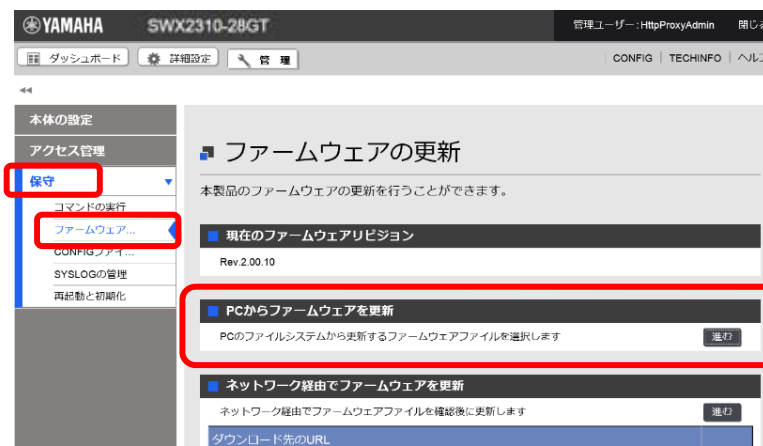 YAMAHA SWX2310-28GT 管理ユーザー:HttpProxyAdmin 閉じ
ダッシュボード 詳細設定 管理 CONFIG | TECHINFO |
本体の設定
アクセス管理
保守
コマンドの実行
ファームウェア...
CONFIGファイ...
SYSLOGの管理
再起動と初期化
ファームウェアの更新
本製品のファームウェアの更新を行うことができます。
現在のファームウェアリビジョン
Rev.2.00.10
PCからファームウェアを更新
PCのファイルシステムから更新するファームウェアファイルを選択します 進む
ネットワーク経由でファームウェアを更新
ネットワーク経由でファームウェアファイルを確認後に更新します 進む
ダウンロード先のURL